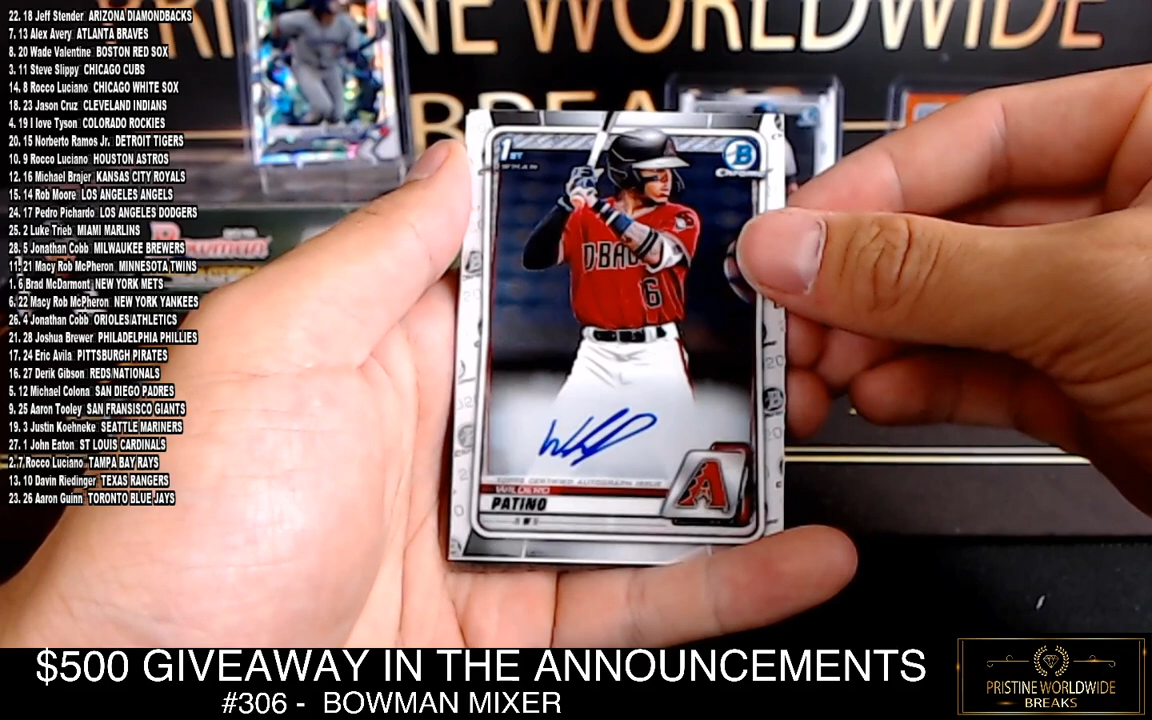 22. 18 Jeff Stender ARIZONA DIAMONDBACKS
7. 13 Alex Avery ATLANTA BRAVES
8. 20 Wade Valentine BOSTON RED SOX
3. 11 Steve Slippy CHICAGO CUBS
14. 8 Rocco Luciano CHICAGO WHITE SOX
18. 23 Jason Cruz CLEVELAND INDIANS
4. 19 I love Tyson COLORADO ROCKIES
20. 15 Norberto Ramos Jr. DETROIT TIGERS
10. 9 Rocco Luciano HOUSTON ASTROS
12. 16 Michael Brajer KANSAS CITY ROYALS
15. 14 Rob Moore LOS ANGELES ANGELS
24. 17 Pedro Pichardo LOS ANGELES DODGERS
25. 2 Luke Trieb MIAMI MARLINS
28. 5 Jonathan Cobb MILWAUKEE BREWERS
11. 21 Macy Rob McPheron MINNESOTA TWINS
1. 6 Brad McDarmont NEW YORK METS
6. 22 Macy Rob McPheron NEW YORK YANKEES
26. 4 Jonathan Cobb ORIOLES/ATHLETICS
21. 28 Joshua Brewer PHILADELPHIA PHILLIES
17. 24 Eric Avila PITTSBURGH PIRATES
16. 27 Derik Gibson REDS/NATIONALS
5. 12 Michael Colona SAN DIEGO PADRES
9. 25 Aaron Tooley SAN FRANSISCO GIANTS
19. 3 Justin Koehneke SEATTLE MARINERS
27. 1 John Eaton ST LOUIS CARDINALS
2. 7 Rocco Luciano TAMPA BAY RAYS
13. 10 Davin Riedinger TEXAS RANGERS
23. 26 Aaron Guinn TORONTO BLUE JAYS
NE WORLDWIDE
Bowman
1ST
B
CHROME
6
TOPPS CERTIFIED AUTOGRAPH ISSUE
WILDERD
PATIÑO
A
$500 GIVEAWAY IN THE ANNOUNCEMENTS
#306 - BOWMAN MIXER
PRISTINE WORLDWIDE
BREAKS